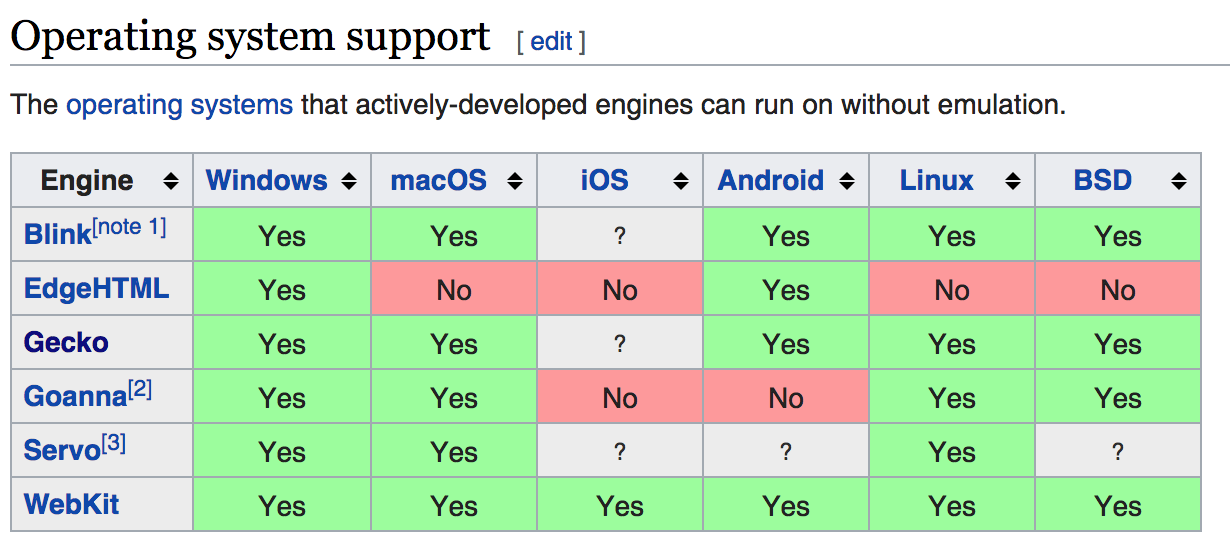 Operating system support [ edit ]
The operating systems that actively-developed engines can run on without emulation.
Engine Windows macOS iOS Android Linux BSD
Blink[note 1] Yes Yes ? Yes Yes Yes
EdgeHTML Yes No No Yes No No
Gecko Yes Yes ? Yes Yes Yes
Goanna[2] Yes Yes No No Yes Yes
Servo[3] Yes Yes ? ? Yes ?
WebKit Yes Yes Yes Yes Yes Yes